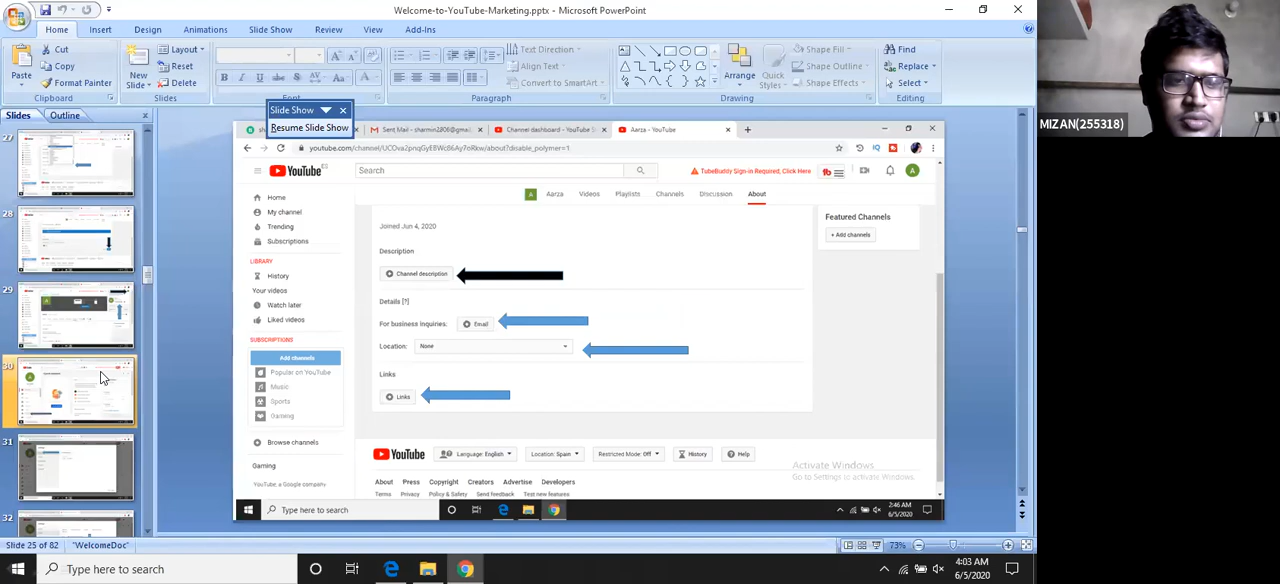 Welcome-to-YouTube-Marketing.pptx - Microsoft PowerPoint
Home Insert Design Animations Slide Show Review View Add-Ins
Paste
Cut
Copy
Format Painter
Clipboard
New
Slide
Layout
Reset
Delete
Slides
Font
Paragraph
Text Direction
Align Text
Convert to SmartArt
Arrange
Quick
Styles
Shape Fill
Shape Outline
Shape Effects
Drawing
Find
Replace
Select
Editing
Slides Outline
Slide Show
Resume Slide Show
27
28
29
30
31
32
Sent Mail - sharmin2806@gmail.
Channel dashboard - YouTube S
Aarza - YouTube
YouTube
Search
TubeBuddy Sign-in Required, Click Here
Aarza Videos Playlists Channels Discussion About
Home
My channel
Trending
Subscriptions
LIBRARY
History
Your videos
Watch later
Liked videos
SUBSCRIPTIONS
Add channels
Popular on YouTube
Music
Sports
Gaming
Browse channels
Gaming
YouTube, a Google company
Joined Jun 4, 2020
Description
Channel description
Details [?]
For business inquiries: Email
Location: None
Links
Links
Featured Channels
+ Add channels
YouTube Language: English Location: Spain Restricted Mode: Off History Help
About Press Copyright Creators Advertise Developers
Terms Privacy Policy & Safety Send feedback Test new features
Activate Windows
Go to Settings to activate Windows.
Type here to search
2:46 AM
6/5/2020
Slide 25 of 82 "WelcomeDoc" 73%
Type here to search
4:03 AM
6/5/2020
MIZAN(255318)